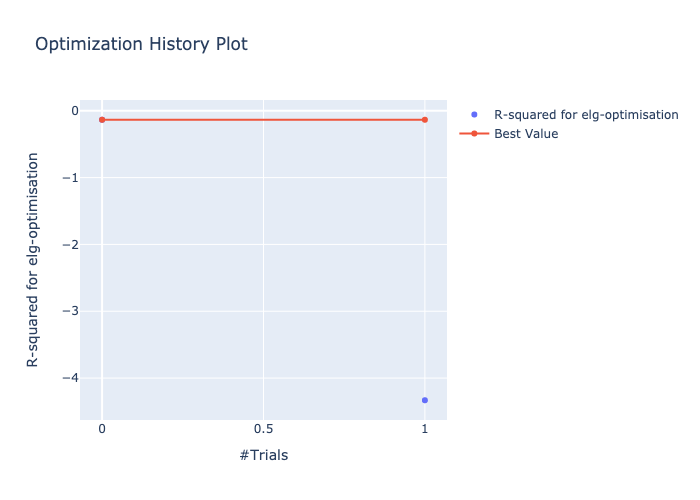 Optimization History Plot
R-squared for elg-optimisation
Best Value
0
−1
−2
−3
−4
R-squared for elg-optimisation
0
0.5
1
#Trials